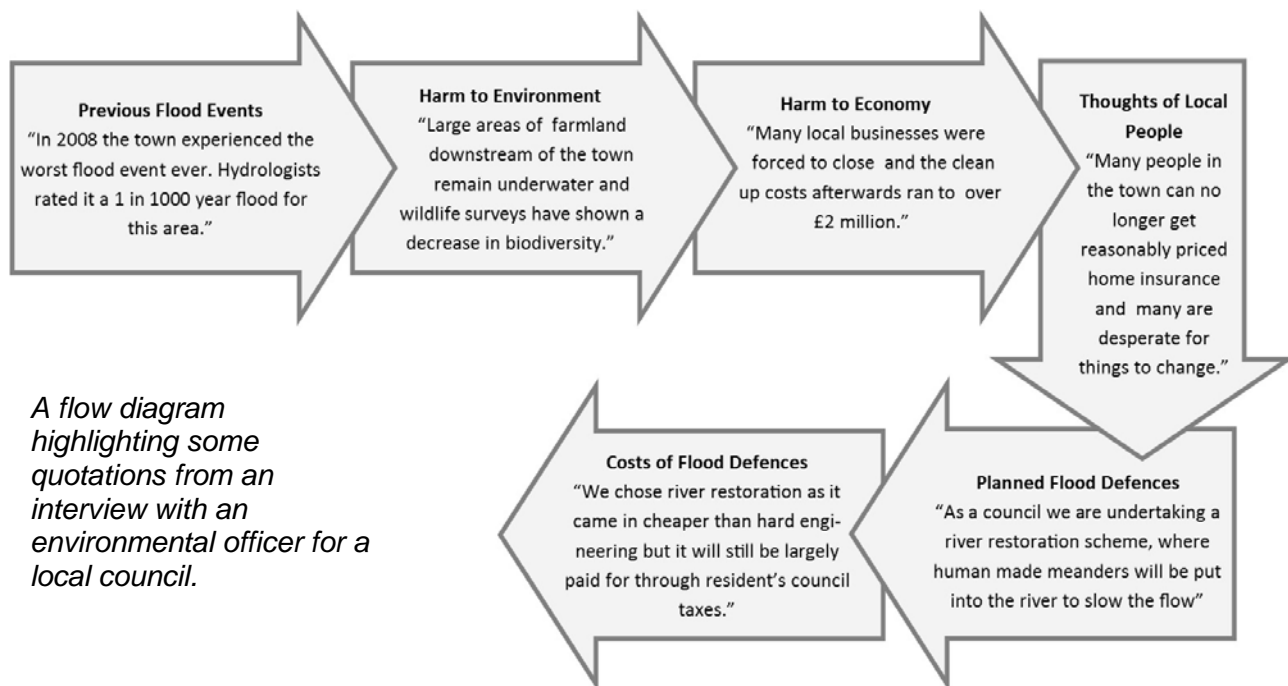 Previous Flood Events
“In 2008 the town experienced the
worst flood event ever. Hydrologists
rated it a 1 in 1000 year flood for
this area.”
Harm to Environment
“Large areas of farmland
downstream of the town
remain underwater and
wildlife surveys have shown a
decrease in biodiversity.”
Harm to Economy
“Many local businesses were
forced to close and the clean
up costs afterwards ran to over
£2 million.”
Thoughts of Local
People
“Many people in
the town can no
longer get
reasonably priced
home insurance
and many are
desperate for
things to change.”
Planned Flood Defences
“As a council we are undertaking a
river restoration scheme, where
human made meanders will be put
into the river to slow the flow”
Costs of Flood Defences
“We chose river restoration as it
came in cheaper than hard engi-
neering but it will still be largely
paid for through resident’s council
taxes.”
A flow diagram
highlighting some
quotations from an
interview with an
environmental officer for a
local council.